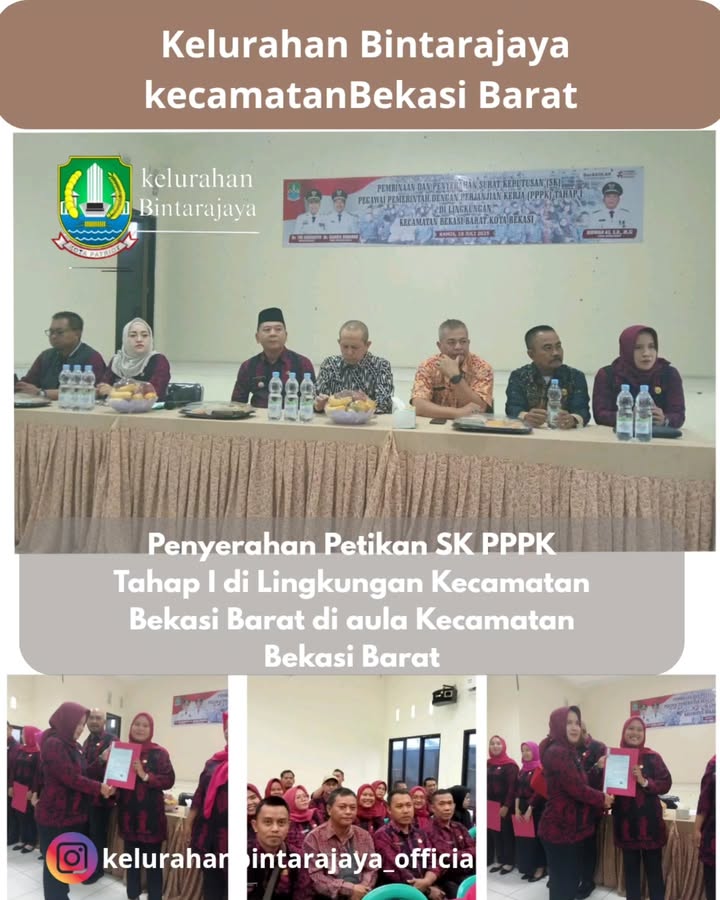 Kelurahan Bintarajaya
kecamatanBekasi Barat
kelurahan
Bintarajaya
KOTA PATRIOT
PEMBINAAN DAN PENYERAHAN SURAT KEPUTUSAN (SK)
PEGAWAI PEMERINTAH DENGAN PERJANJIAN KERJA (PPPK) TAHAP I
DI LINGKUNGAN
KECAMATAN BEKASI BARAT KOTA BEKASI
Penyerahan Petikan SK PPPK
Tahap I di Lingkungan Kecamatan
Bekasi Barat di aula Kecamatan
Bekasi Barat
kelurahan bintarajaya_official